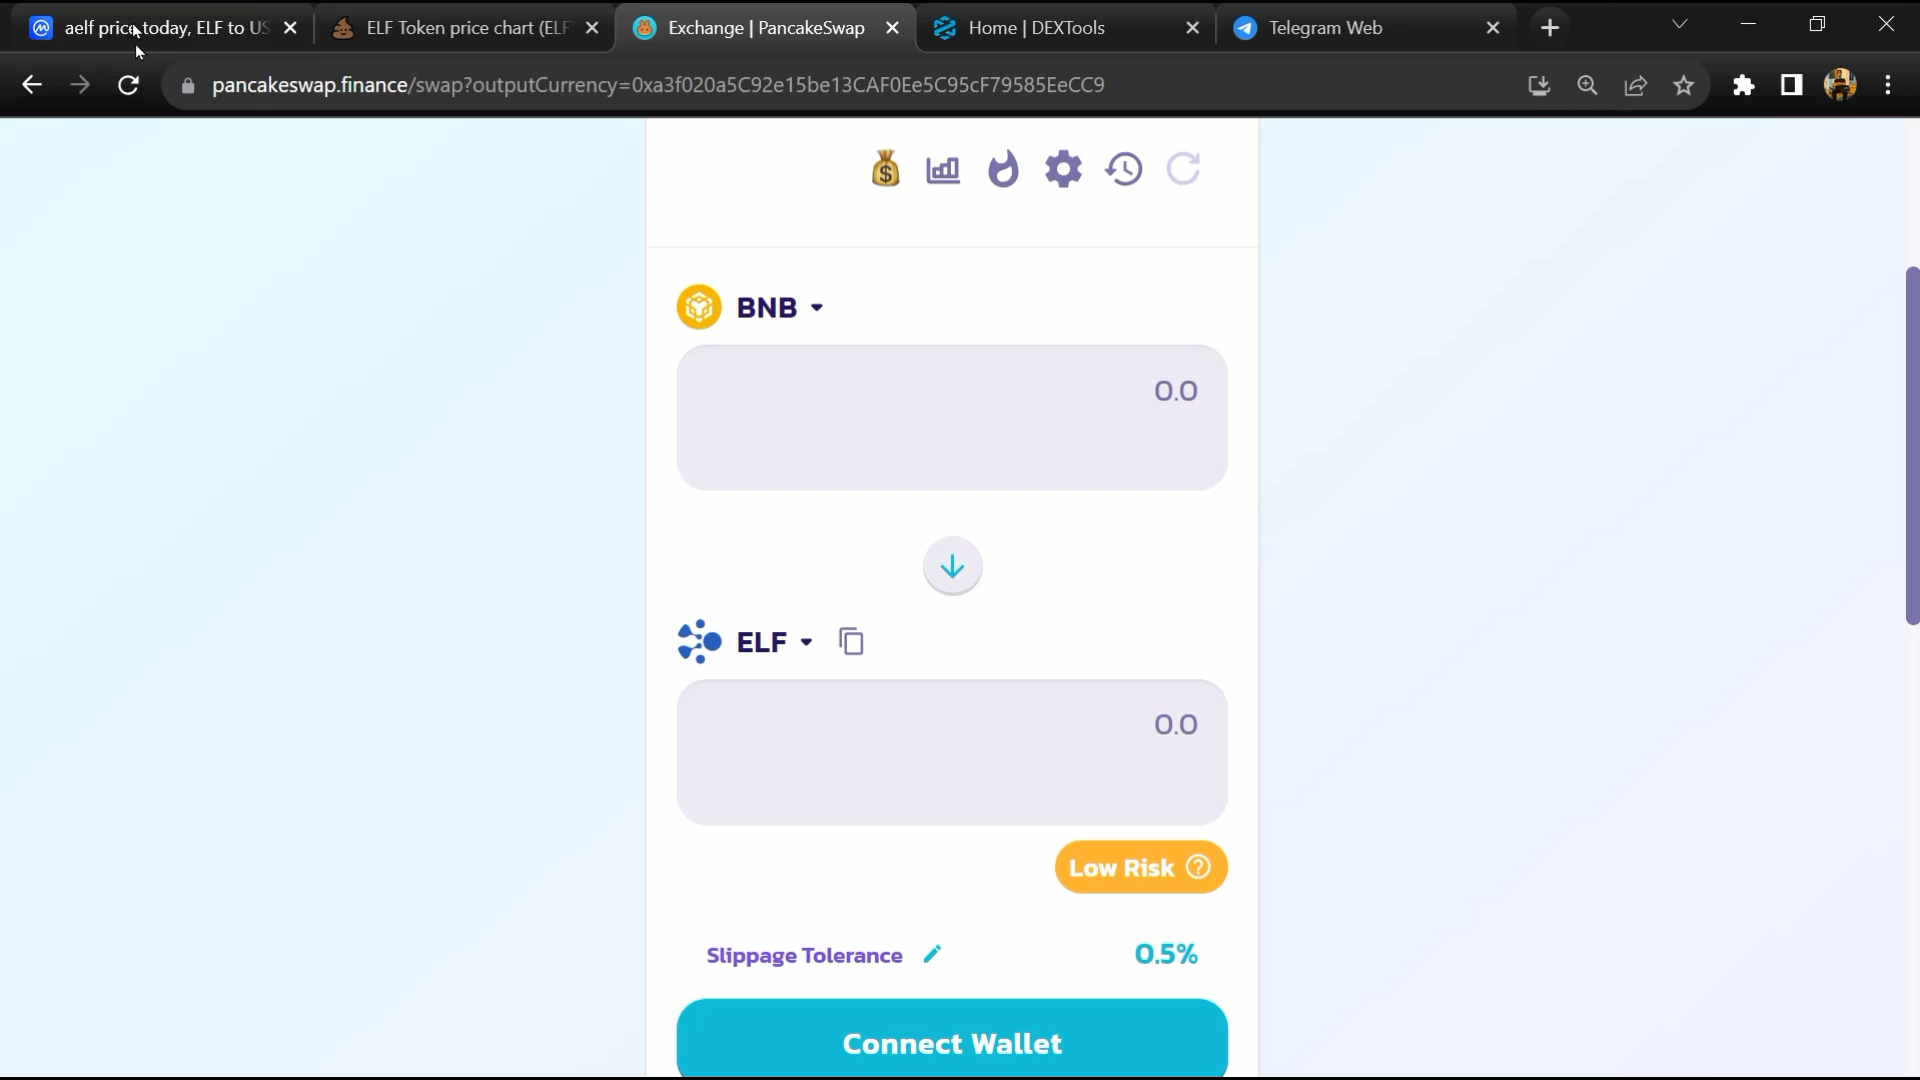 aelf price today, ELF to US
ELF Token price chart (ELF
Exchange | PancakeSwap
Home | DEXTools
Telegram Web
pancakeswap.finance/swap?outputCurrency=0xa3f020a5C92e15be13CAF0Ee5C95cF79585EeCC9
BNB
0.0
ELF
0.0
Low Risk
Slippage Tolerance 0.5%
Connect Wallet